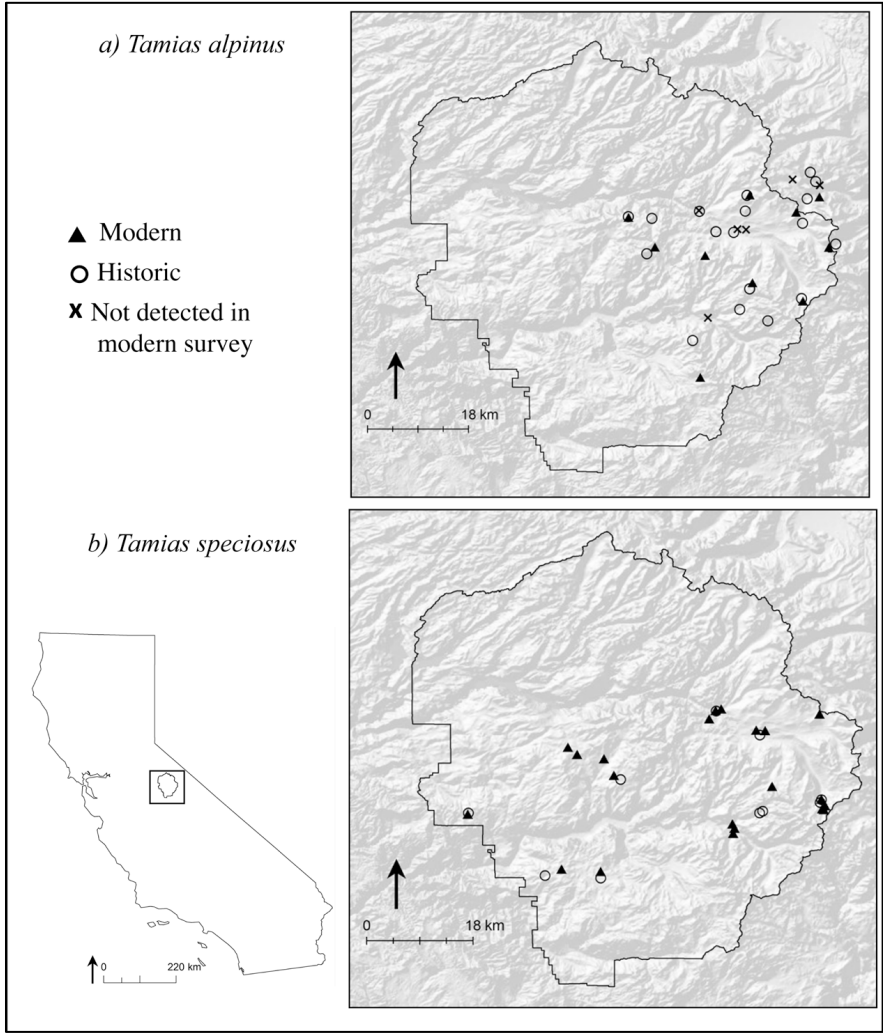 a) Tamias alpinus
Modern
Historic
x Not detected in
modern survey
0 18 km
b) Tamias speciosus
0 18 km
0 220 km